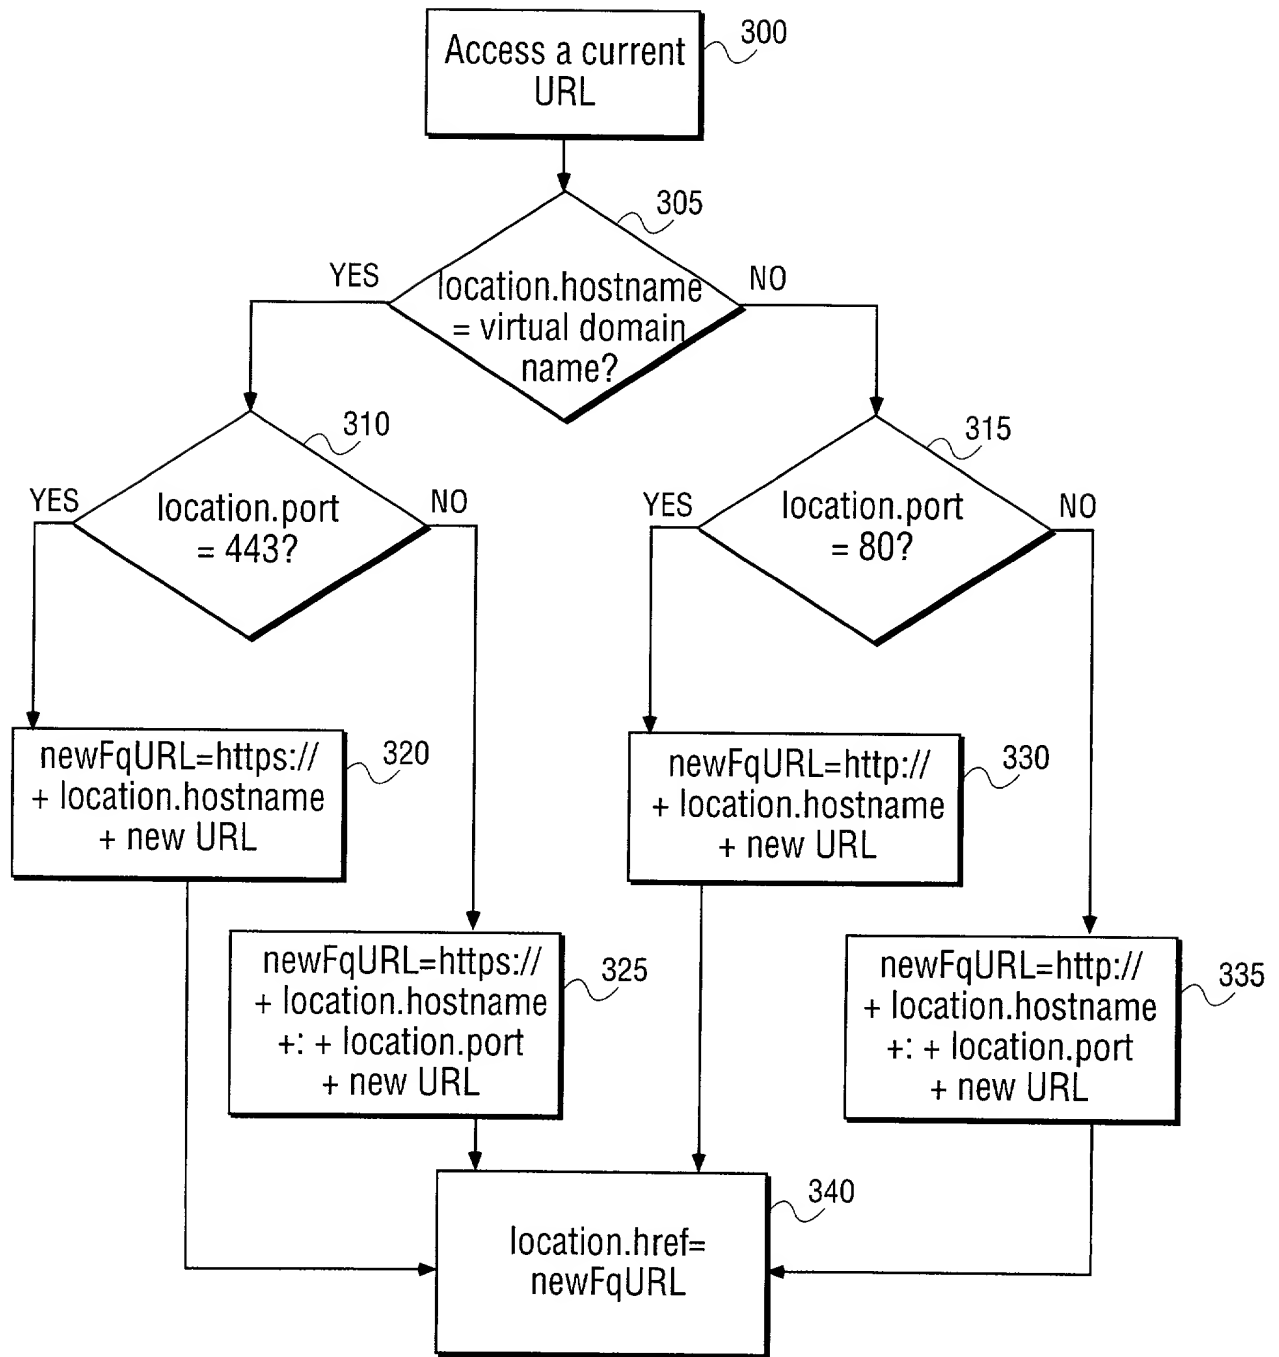 Access a current
URL
300
305
YES
NO
location.hostname
= virtual domain
name?
310
315
YES
NO
location.port
= 443?
YES
NO
location.port
= 80?
newFqURL=https://
+ location.hostname
+ new URL
320
newFqURL=http://
+ location.hostname
+ new URL
330
newFqURL=https://
+ location.hostname
+: + location.port
+ new URL
325
newFqURL=http://
+ location.hostname
+: + location.port
+ new URL
335
location.href=
newFqURL
340